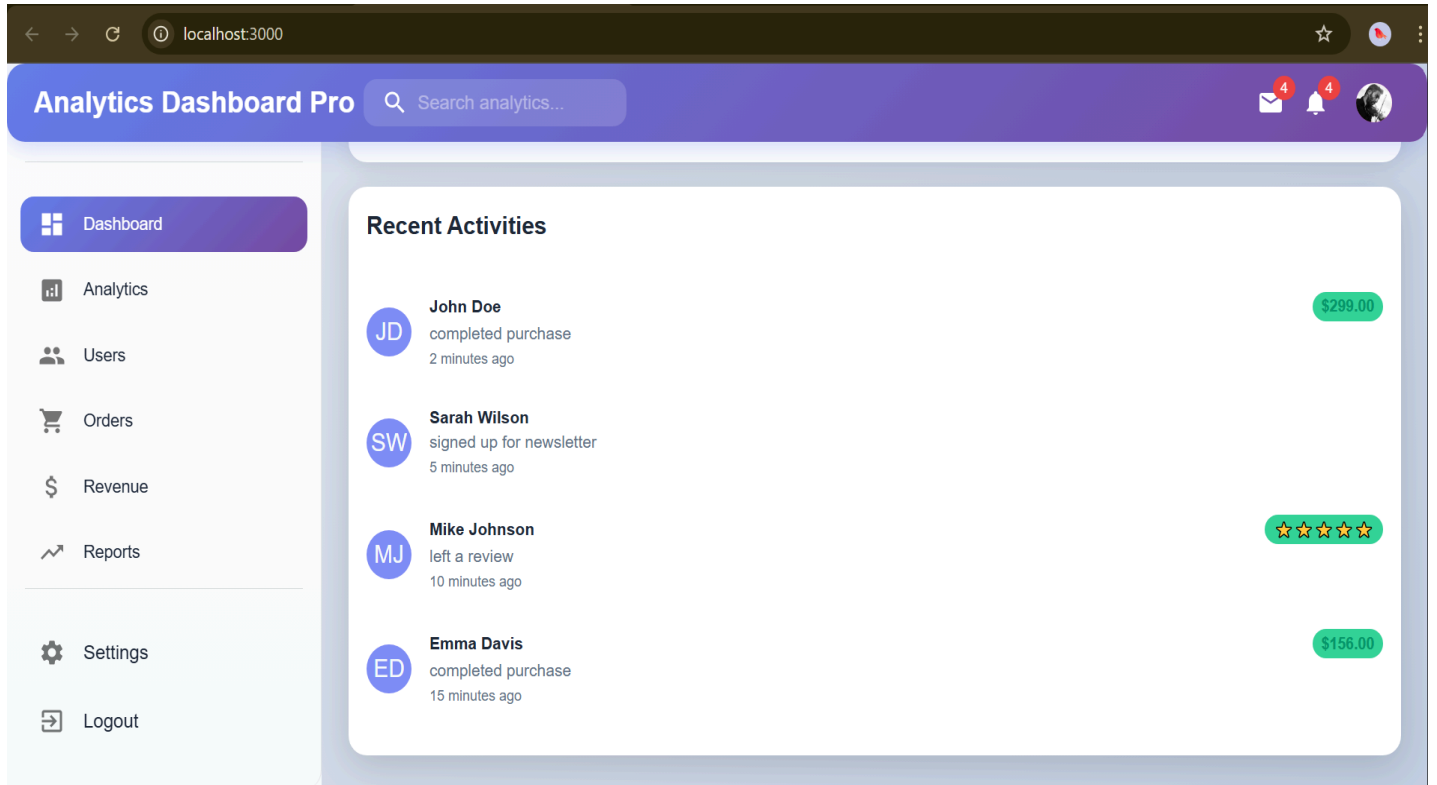 localhost:3000
Analytics Dashboard Pro
Search analytics...
4
4
Dashboard
Analytics
Users
Orders
Revenue
Reports
Settings
Logout
Recent Activities
JD
John Doe
completed purchase
2 minutes ago
$299.00
SW
Sarah Wilson
signed up for newsletter
5 minutes ago
MJ
Mike Johnson
left a review
10 minutes ago
ED
Emma Davis
completed purchase
15 minutes ago
$156.00